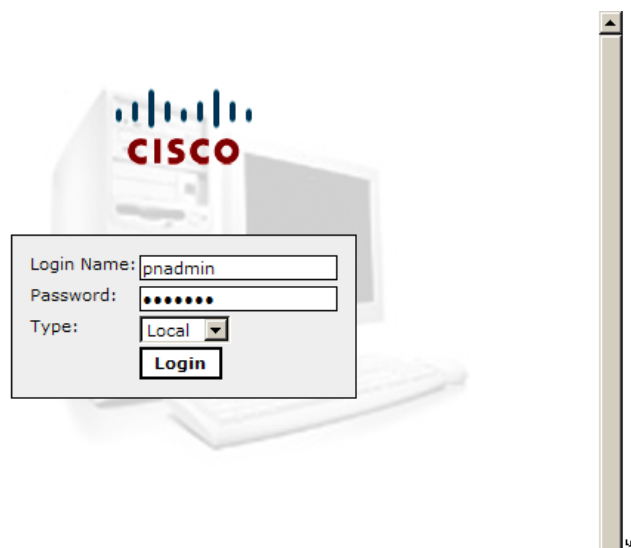 CISCO
Login Name: pnadmin
Password: •••••••
Type: Local
Login